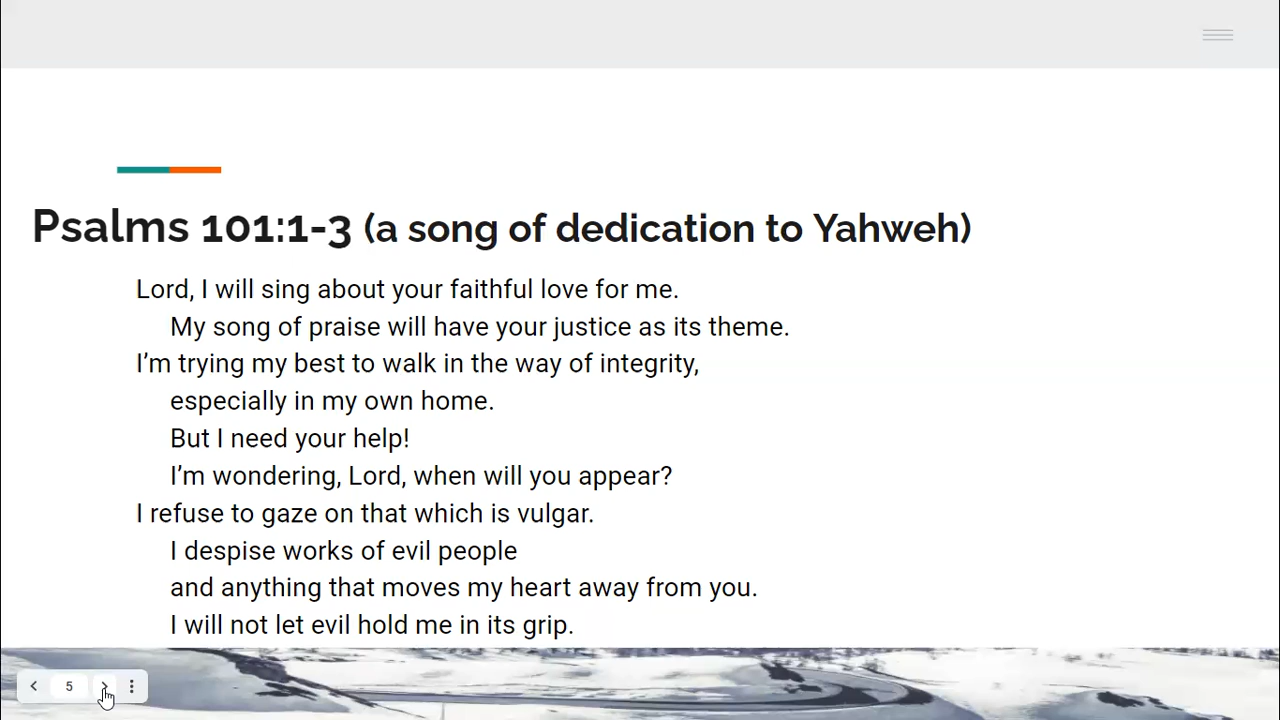 Psalms 101:1-3 (a song of dedication to Yahweh)
Lord, I will sing about your faithful love for me.
My song of praise will have your justice as its theme.
I’m trying my best to walk in the way of integrity,
especially in my own home.
But I need your help!
I’m wondering, Lord, when will you appear?
I refuse to gaze on that which is vulgar.
I despise works of evil people
and anything that moves my heart away from you.
I will not let evil hold me in its grip.
5